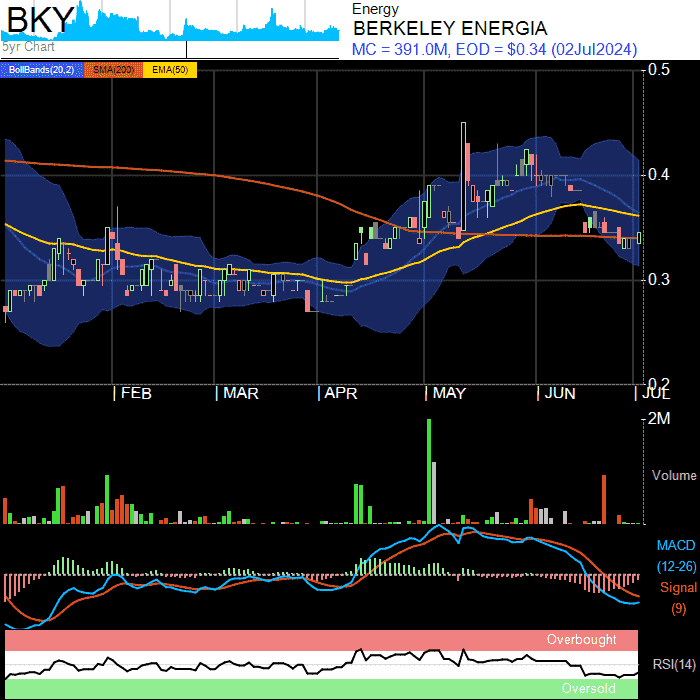 BKY
5yr Chart
Energy
BERKELEY ENERGIA
MC = 391.0M, EOD = $0.34 (02Jul2024)
BollBands(20,2) SMA(200) EMA(50)
0.5
0.4
0.3
0.2
FEB MAR APR MAY JUN JUL
2M
Volume
MACD
(12-26)
Signal
(9)
Overbought
RSI(14)
Oversold